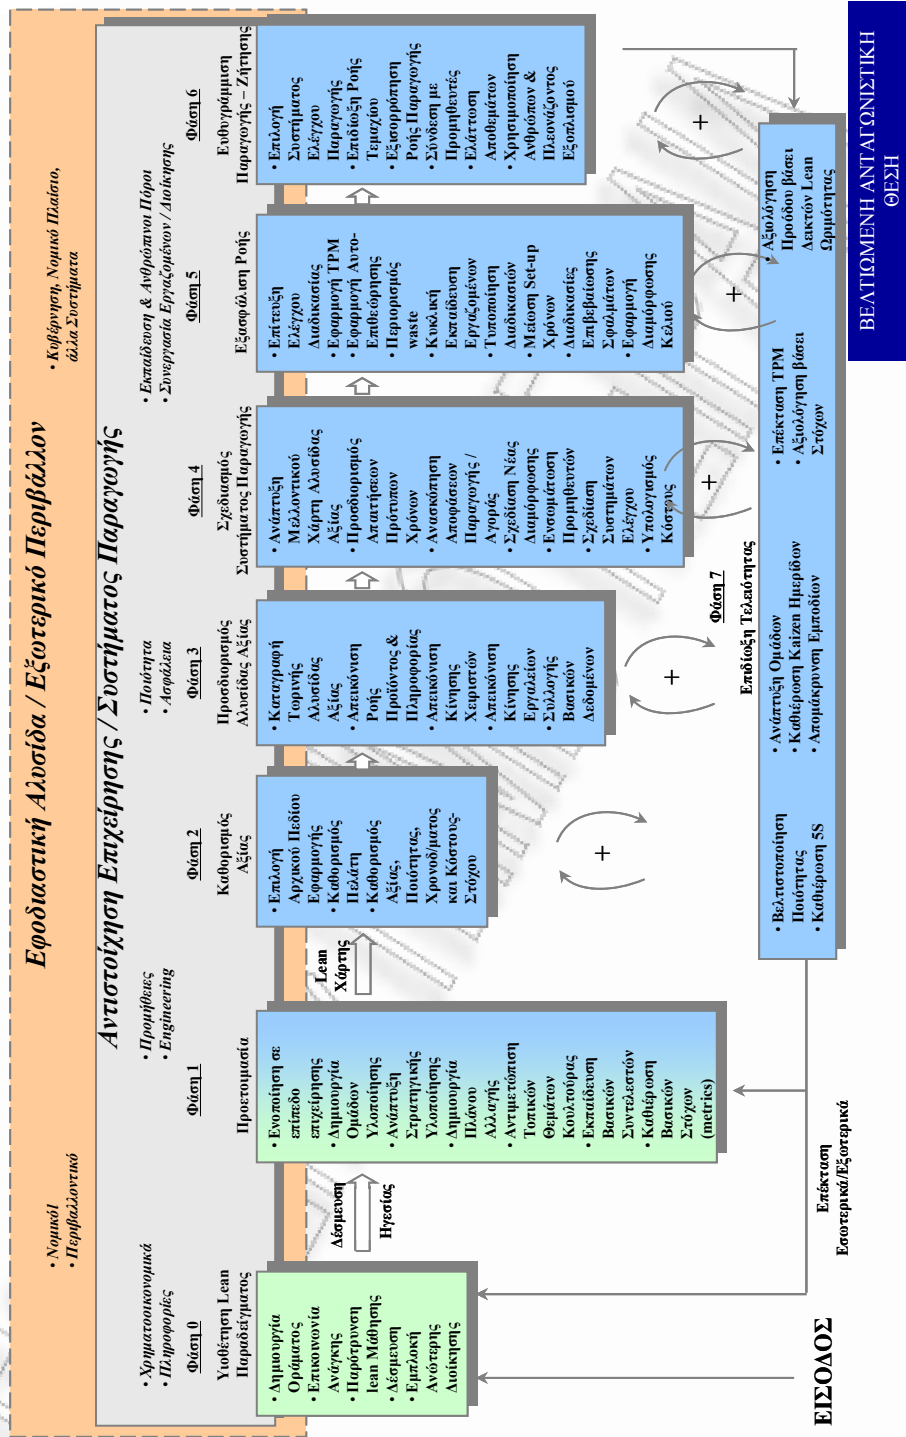 Εφοδιαστική Αλυσίδα / Εξωτερικό Περιβάλλον
• Νομικόl
• Περιβαλλοντικό
• Κυβέρνηση, Νομικό Πλαίσιο,
άλλα Συστήματα
Αντιστοίχηση Επιχείρησης / Συστήματος Παραγωγής
• Χρηματοοικονομικά
• Πληροφορίες
• Προμήθειες
• Engineering
• Ποιότητα
• Ασφάλεια
• Εκπαίδευση & Ανθρώπινοι Πόροι
• Συνεργασία Εργαζομένων / Διοίκησης
Φάση 0
Υιοθέτηση Lean
Παραδείγματος
• Δημιουργία
Οράματος
• Επικοινωνία
Ανάγκης
• Παρότρυνση
lean Μάθησης
• Δέσμευση
• Εμπλοκή
Ανώτερης
Διοίκησης
Δέσμευση
Ηγεσίας
Φάση 1
Προετοιμασία
• Ενοποίηση σε
επίπεδο
επιχείρησης
• Δημιουργία
Ομάδων
Υλοποίησης
• Ανάπτυξη
Στρατηγικής
Υλοποίησης
• Δημιουργία
Πλάνου
Αλλαγής
• Αντιμετώπιση
Τοπικών
Θεμάτων
Κουλτούρας
• Εκπαίδευση
Βασικών
Συντελεστών
• Καθιέρωση
Βασικών
Στόχων
(metrics)
Lean
Χάρτης
Φάση 2
Καθορισμός
Αξίας
• Επιλογή
Αρχικού Πεδίου
Εφαρμογής
• Καθορισμός
Πελάτη
• Καθορισμός
Αξίας,
Ποιότητας,
Χρονοδ/ματος
και Κόστους-
Στόχου
Φάση 3
Προσδιορισμός
Αλυσίδας Αξίας
• Καταγραφή
Τορινής
Αλυσίδας
Αξίας
• Απεικόνιση
Ροής
Προϊόντος &
Πληροφορίας
• Απεικόνιση
Κίνησης
Χειριστών
• Απεικόνιση
Κίνησης
Εργαλείων
• Συλλογής
Βασικών
Δεδομένων
Φάση 4
Σχεδιασμός
Συστήματος Παραγωγής
• Ανάπτυξη
Μελλοντικού
Χάρτη Αλυσίδας
Αξίας
• Προσδιορισμός
Απαιτήσεων
Πρότυπων
Χρόνων
• Ανασκόπηση
Αποφάσεων
Παραγωγής /
Αγοράς
• Σχεδίαση Νέας
Διαμόρφωσης
• Ενσωμάτωση
Προμηθευτών
• Σχεδίαση
Συστημάτων
Ελέγχου
• Υπολογισμός
Κόστους
Φάση 5
Εξασφάλιση Ροής
• Επίτευξη
Ελέγχου
Διαδικασίας
• Εφαρμογή TPM
• Εφαρμογή Αυτο-
Επιθεώρησης
• Περιορισμός
waste
• Κυκλική
Εκπαίδευση
Εργαζομένων
• Τυποποίηση
Διαδικασιών
• Μείωση Set-up
Χρόνων
• Διαδικασίες
Επιβεβαίωσης
Σφαλμάτων
• Εφαρμογή
Διαμόρφωσης
Κελιού
Φάση 6
Ευθυγράμμιση
Παραγωγής – Ζήτησης
• Επιλογή
Συστήματος
Ελέγχου
Παραγωγής
• Επιδίωξη Ροής
Τεμαχίου
• Εξισορρόπηση
Ροής Παραγωγής
• Σύνδεση με
Προμηθευτές
• Ελάττωση
Αποθεμάτων
• Χρησιμοποίηση
Ανθρώπων &
Πλεονάζοντος
Εξοπλισμού
+
+
+
+
+
Φάση 7
Επιδίωξη Τελειότητας
• Βελτιστοποίηση
Ποιότητας
• Καθιέρωση 5S
• Ανάπτυξη Ομάδων
• Καθιέρωση Kaizen Ημερίδων
• Απομάκρυνση Εμποδίων
• Επέκταση TPM
• Αξιολόγηση βάσει
Στόχων
• Αξιολόγηση
Προόδου βάσει
Δεικτών Lean
Ωριμότητας
ΕΙΣΟΔΟΣ
Επέκταση
Εσωτερικά/Εξωτερικά
ΒΕΛΤΙΩΜΕΝΗ ΑΝΤΑΓΩΝΙΣΤΙΚΗ
ΘΕΣΗ